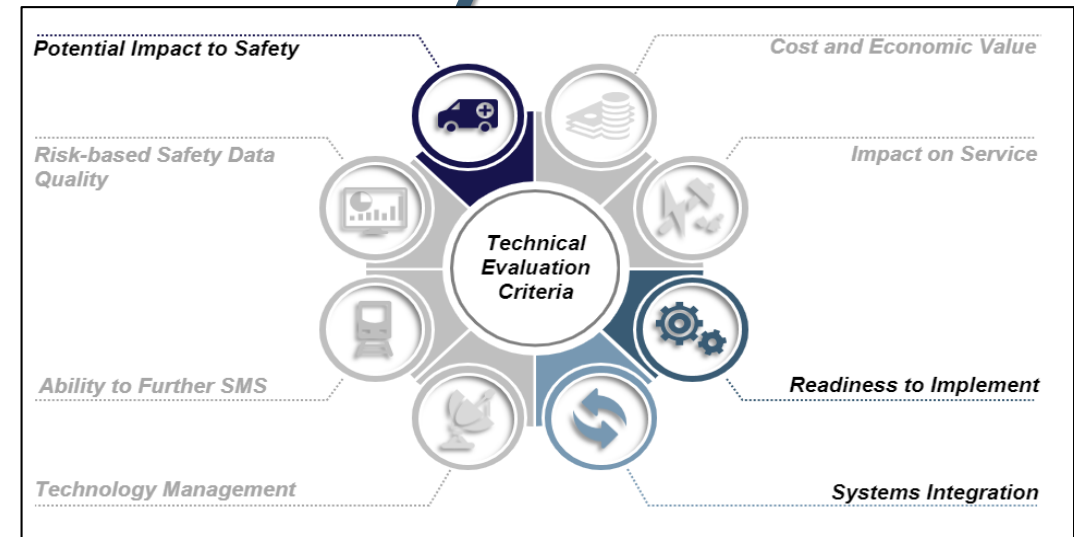 Potential Impact to Safety
Cost and Economic Value
Risk-based Safety Data
Quality
Impact on Service
Technical
Evaluation
Criteria
Ability to Further SMS
Readiness to Implement
Technology Management
Systems Integration